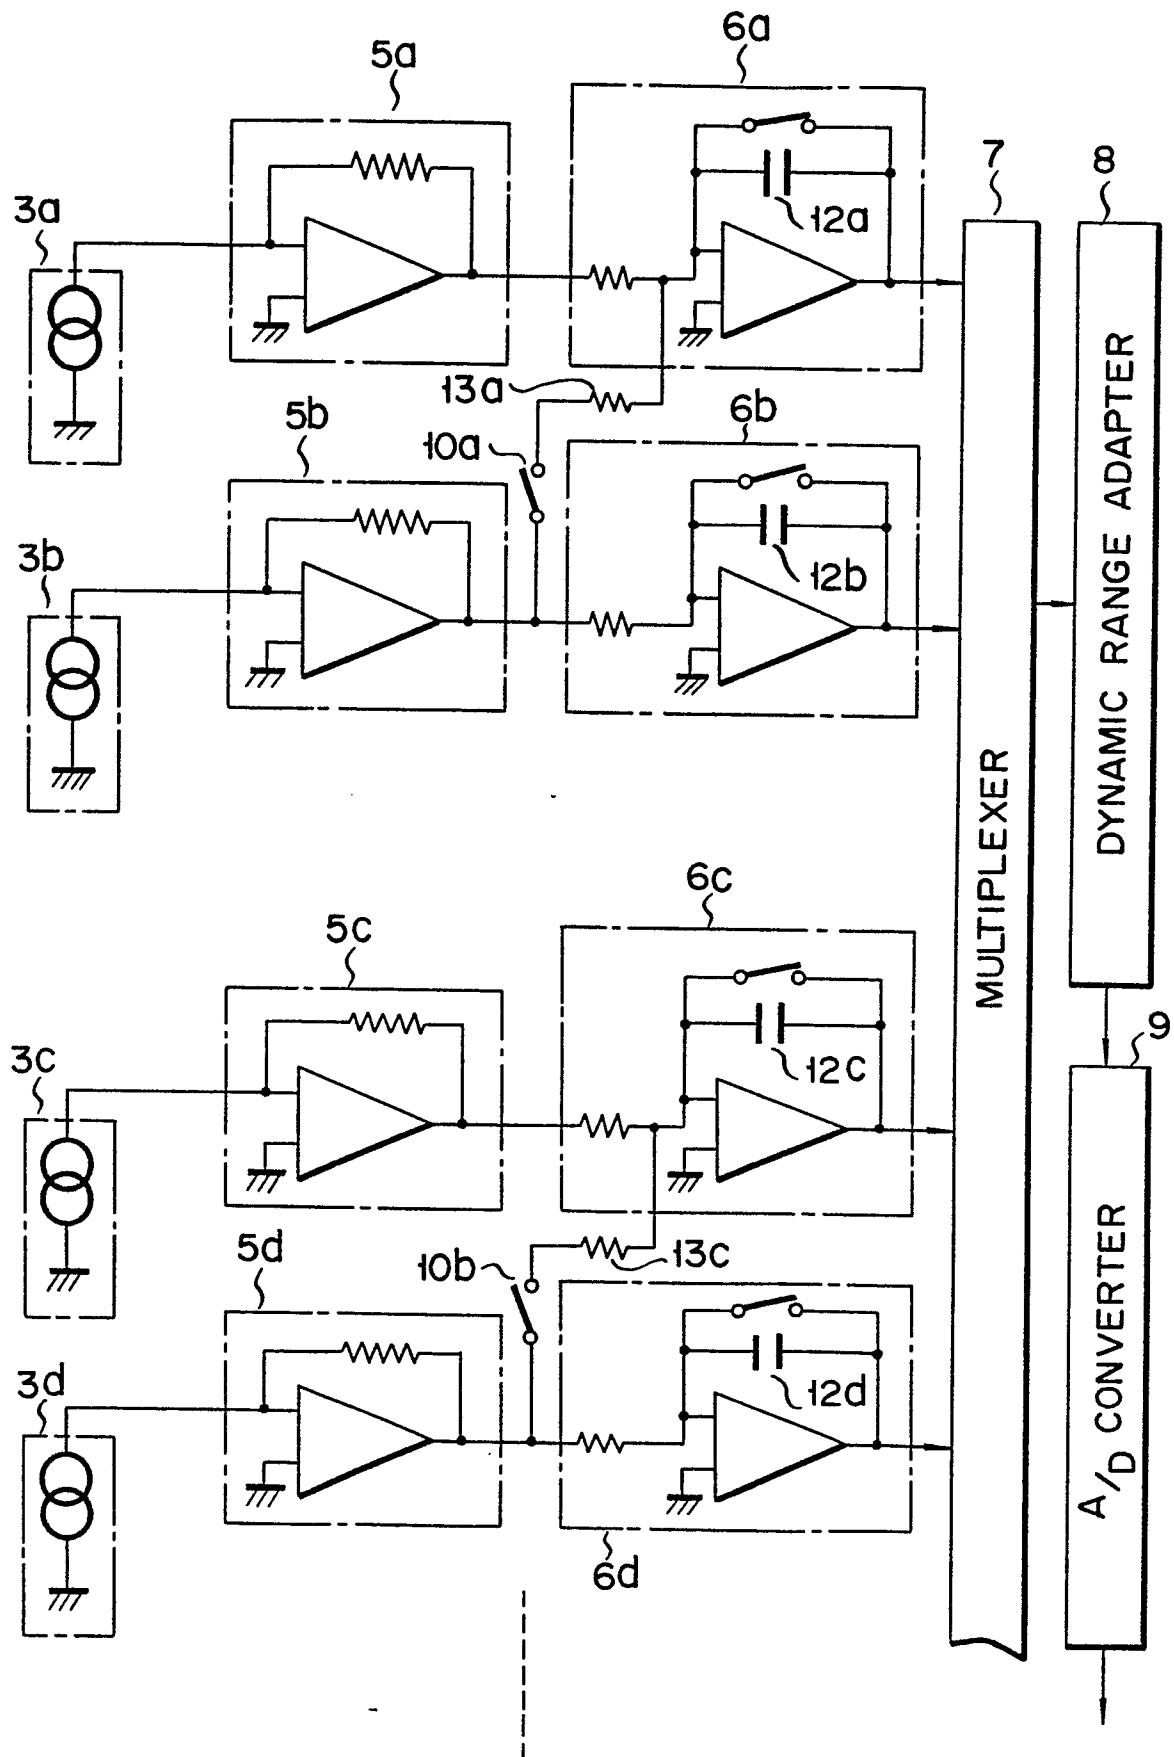 6a
5a
7
8
3a
12a
13a
5b
10a
6b
3b
12b
DYNAMIC RANGE ADAPTER
MULTIPLEXER
6c
5c
9
3c
12c
5d
10b
13c
3d
12d
A/D CONVERTER
6d